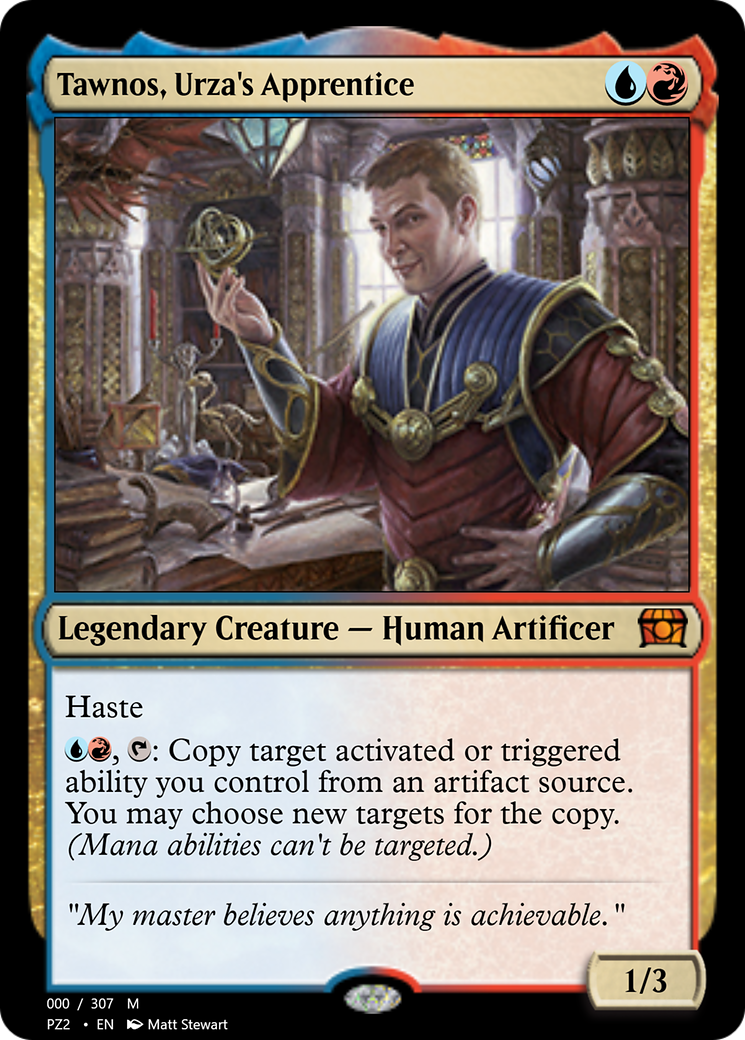 Tawnos, Urza's Apprentice
Legendary Creature — Human Artificer
Haste
, : Copy target activated or triggered
ability you control from an artifact source.
You may choose new targets for the copy.
(Mana abilities can't be targeted.)
"My master believes anything is achievable."
1/3
000 / 307 M
PZ2 • EN Matt Stewart